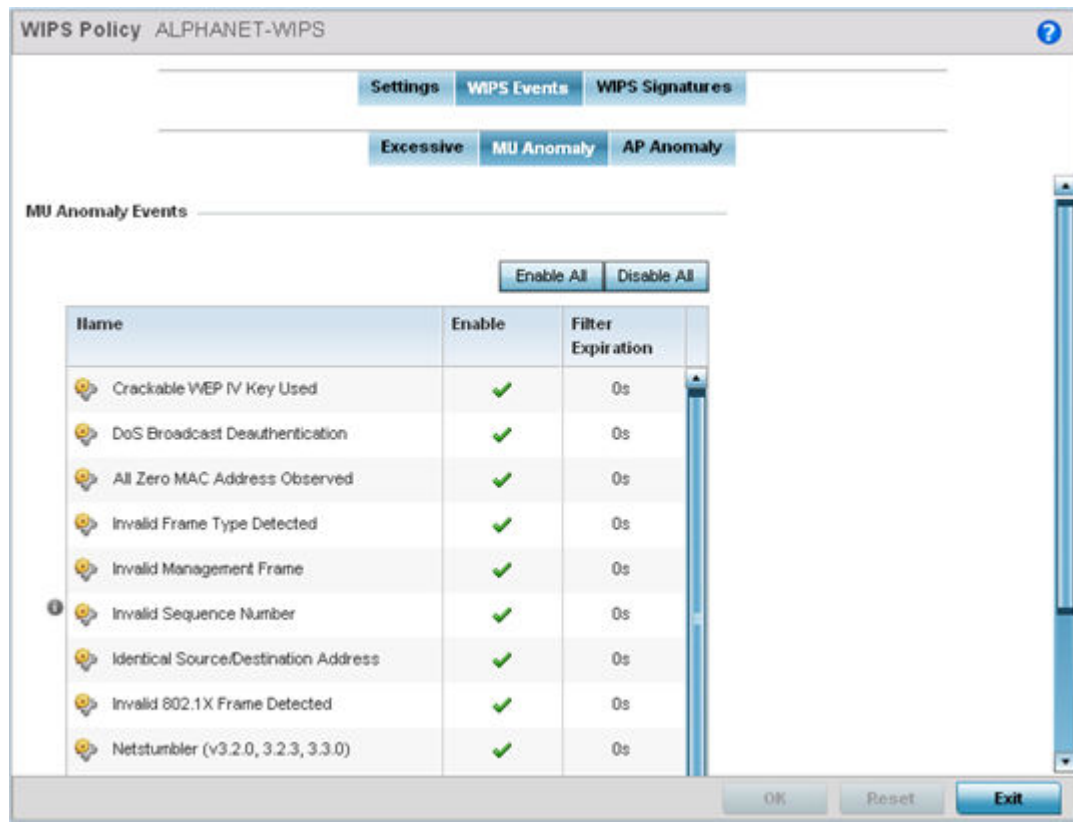 WIPS Policy ALPHANET-WIPS ?
Settings WIPS Events WIPS Signatures
Excessive MU Anomaly AP Anomaly
MU Anomaly Events
Enable All Disable All
Name Enable Filter Expiration
Crackable WEP IV Key Used 0s
DoS Broadcast Deauthentication 0s
All Zero MAC Address Observed 0s
Invalid Frame Type Detected 0s
Invalid Management Frame 0s
Invalid Sequence Number 0s
Identical Source/Destination Address 0s
Invalid 802.1X Frame Detected 0s
Netstumbler (v3.2.0, 3.2.3, 3.3.0) 0s
OK Reset Exit